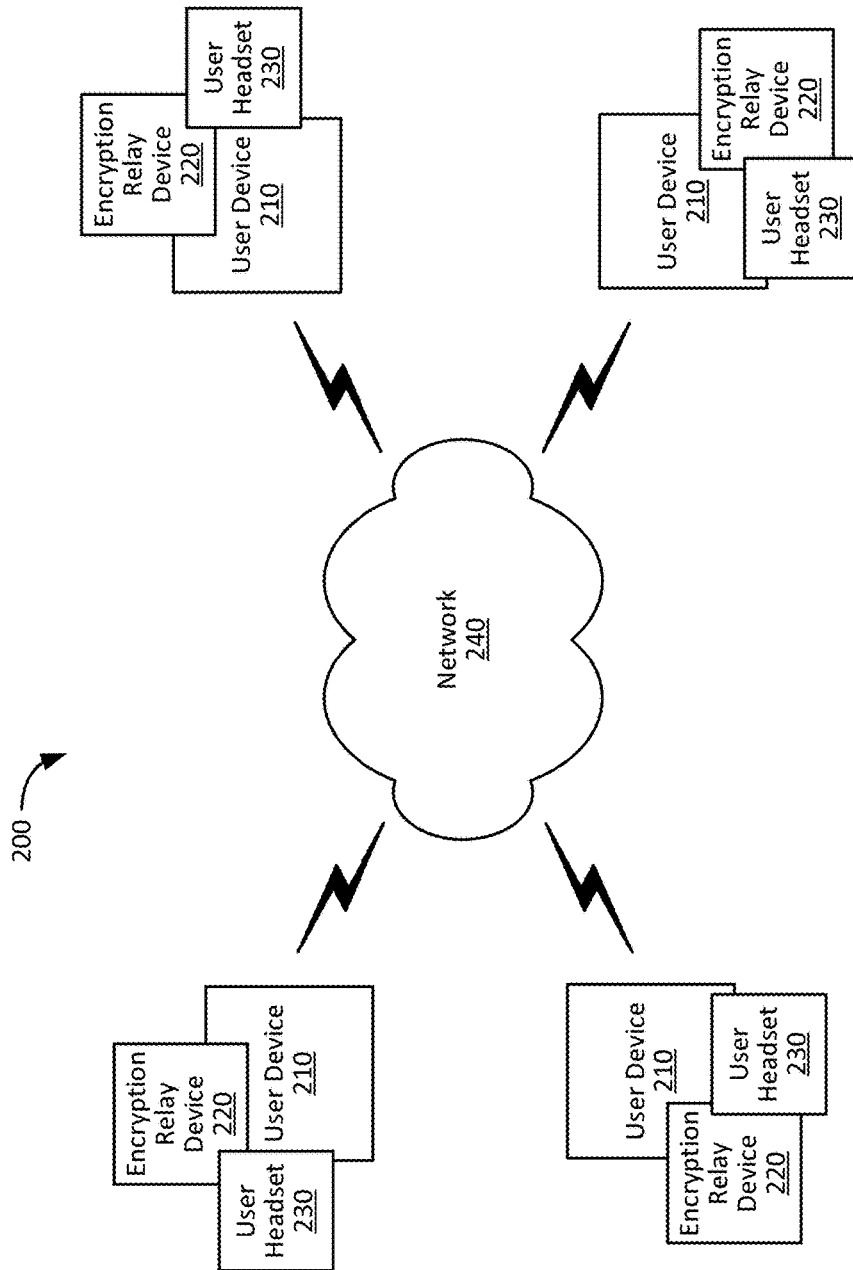 200
Encryption
Relay
Device
220
User
Headset
230
User Device
210
Encryption
Relay
Device
220
User
Headset
230
User Device
210
Network
240
User Device
210
Encryption
Relay
Device
220
User
Headset
230
User Device
210
Encryption
Relay
Device
220
User
Headset
230